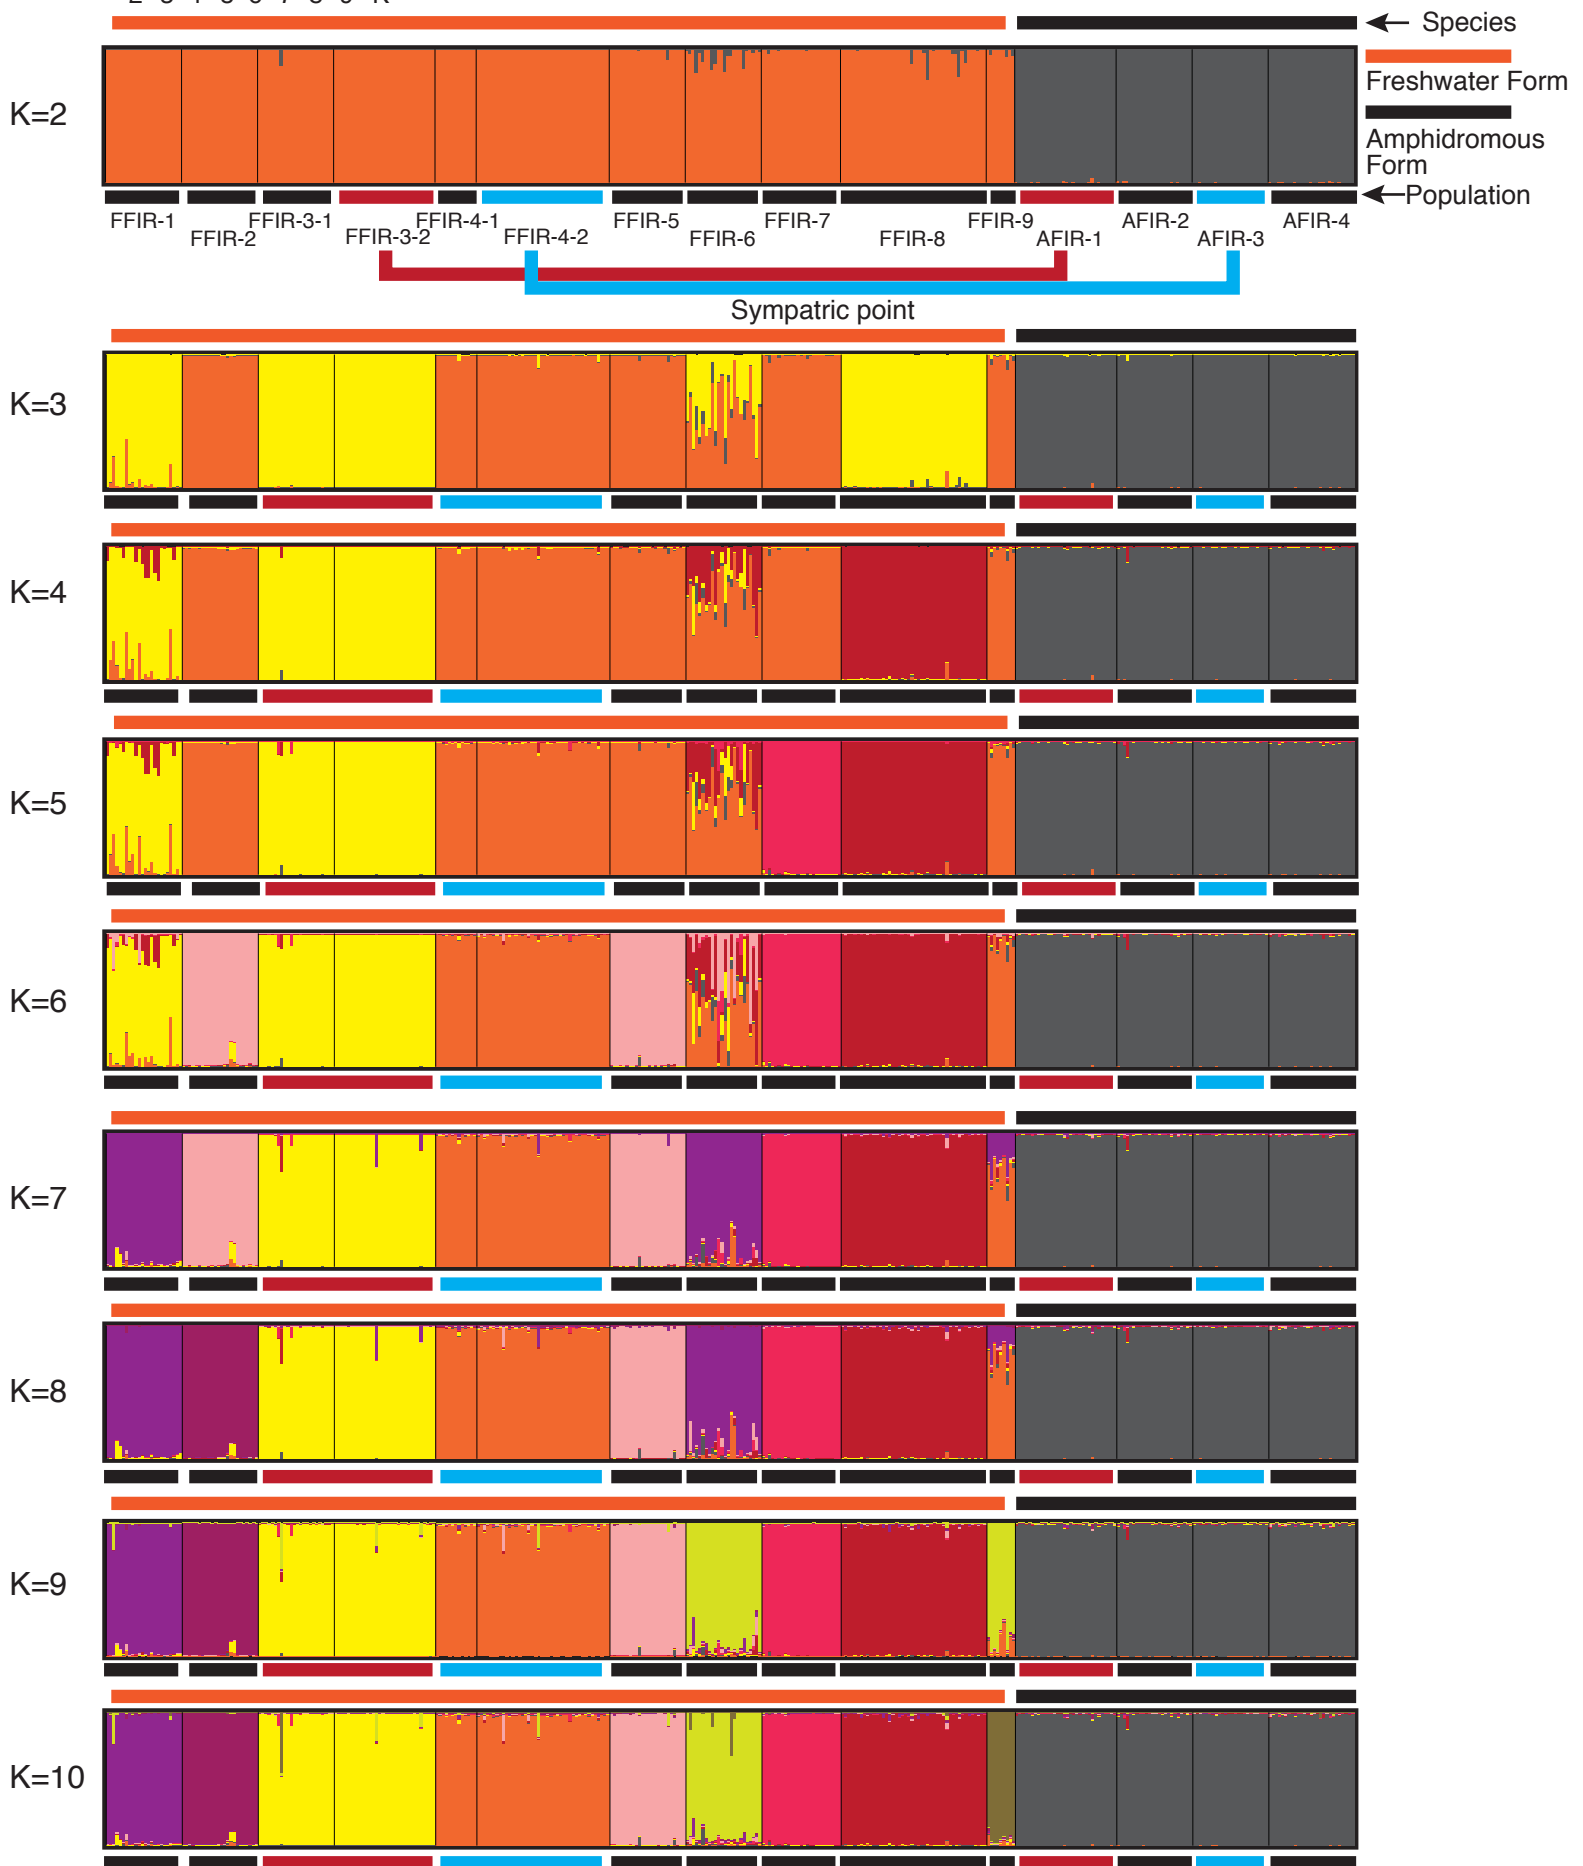 Species
Freshwater Form
K=2
Amphidromous
Form
Population
FFIR-1 FFIR-3-1 FFIR-4-1 FFIR-5 FFIR-7 FFIR-9 AFIR-2 AFIR-4
FFIR-2 FFIR-3-2 FFIR-4-2 FFIR-6 FFIR-8 AFIR-1 AFIR-3
Sympatric point
K=3
K=4
K=5
K=6
K=7
K=8
K=9
K=10